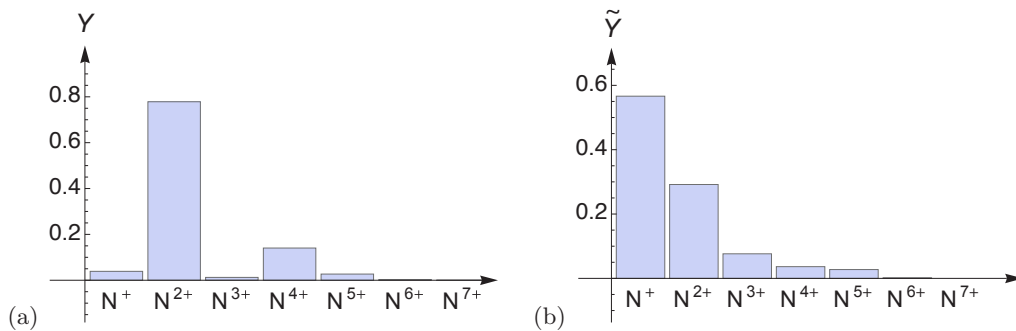 Y
0.8
0.6
0.4
0.2
N⁺ N²⁺ N³⁺ N⁴⁺ N⁵⁺ N⁶⁺ N⁷⁺
(a)
Ỹ
0.6
0.4
0.2
N⁺ N²⁺ N³⁺ N⁴⁺ N⁵⁺ N⁶⁺ N⁷⁺
(b)